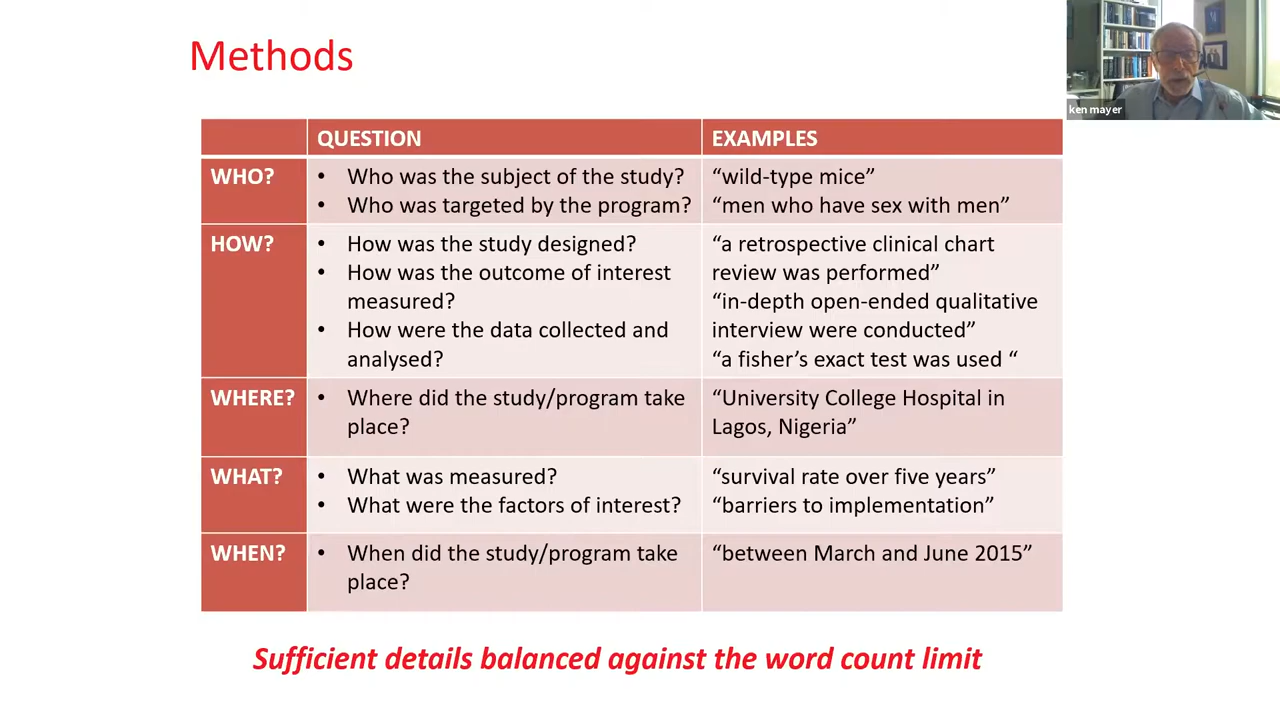 Methods
ken mayer
QUESTION
EXAMPLES
WHO?
• Who was the subject of the study?
• Who was targeted by the program?
“wild-type mice”
“men who have sex with men”
HOW?
• How was the study designed?
• How was the outcome of interest
measured?
• How were the data collected and
analysed?
“a retrospective clinical chart
review was performed”
“in-depth open-ended qualitative
interview were conducted”
“a fisher’s exact test was used “
WHERE?
• Where did the study/program take
place?
“University College Hospital in
Lagos, Nigeria”
WHAT?
• What was measured?
• What were the factors of interest?
“survival rate over five years”
“barriers to implementation”
WHEN?
• When did the study/program take
place?
“between March and June 2015”
Sufficient details balanced against the word count limit